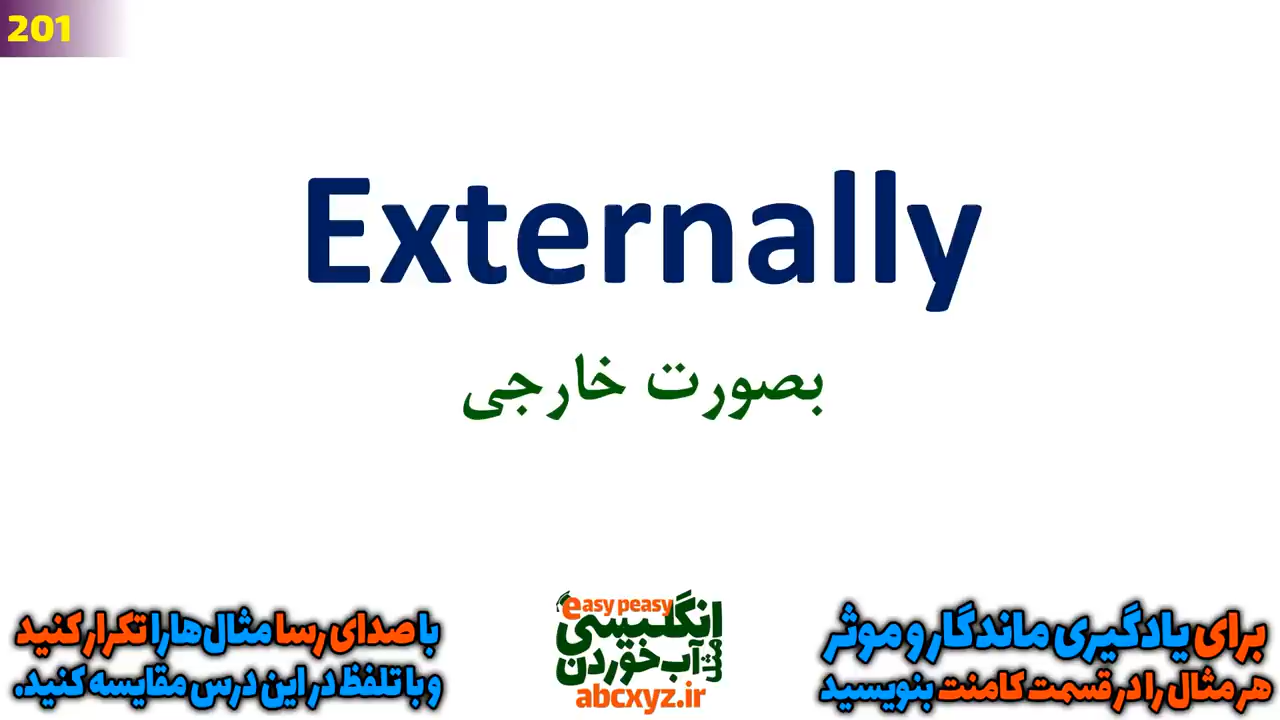 201
Externally
بصورت خارجی
با صدای رسا مثال‌ها را تکرار کنید
و با تلفظ در این درس مقایسه کنید.
easy peasy
انگلیسی
مثل آب خوردن
abcxyz.ir
برای یادگیری ماندگار و موثر
هر مثال را در قسمت کامنت بنویسید